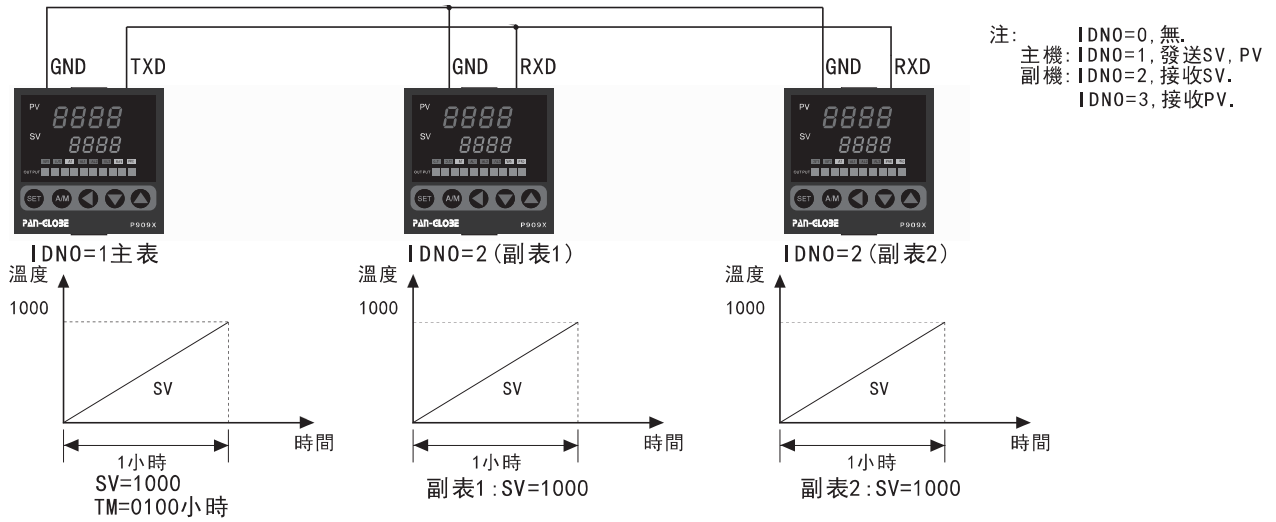 注: IDNO=0,無.
主機:IDNO=1,發送SV,PV
副機:IDNO=2,接收SV.
IDNO=3,接收PV.
GND TXD
GND RXD
GND RXD
PV 8888
SV 8888
OUTPUT
SET A/M
PAN-GLOBE P909X
PV 8888
SV 8888
OUTPUT
SET A/M
PAN-GLOBE P909X
PV 8888
SV 8888
OUTPUT
SET A/M
PAN-GLOBE P909X
IDNO=1主表
溫度
1000
SV
時間
1小時
SV=1000
TM=0100小時
IDNO=2(副表1)
溫度
1000
SV
時間
1小時
副表1:SV=1000
IDNO=2(副表2)
溫度
1000
SV
時間
1小時
副表2:SV=1000